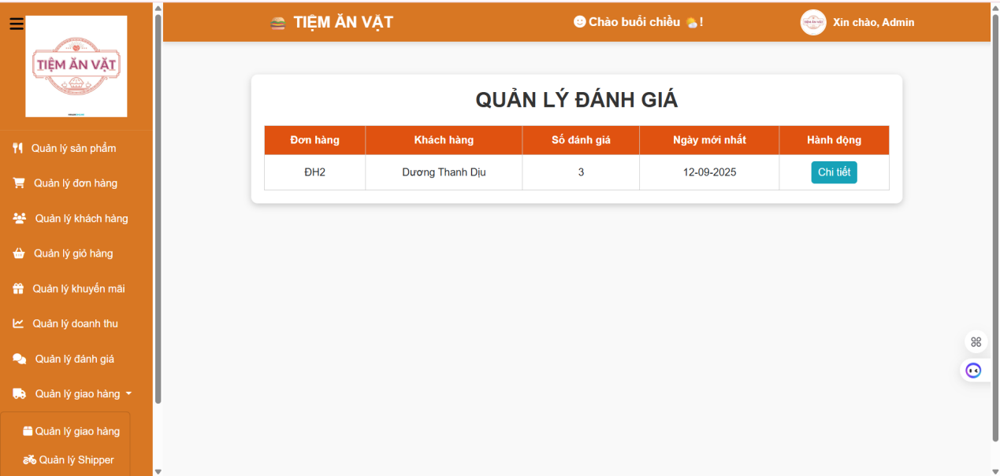 TIỆM ĂN VẶT
Chào buổi chiều !
Xin chào, Admin
TIỆM ĂN VẶT
Quản lý sản phẩm
Quản lý đơn hàng
Quản lý khách hàng
Quản lý giỏ hàng
Quản lý khuyến mãi
Quản lý doanh thu
Quản lý đánh giá
Quản lý giao hàng
Quản lý giao hàng
Quản lý Shipper
QUẢN LÝ ĐÁNH GIÁ
Đơn hàng Khách hàng Số đánh giá Ngày mới nhất Hành động
ĐH2 Dương Thanh Dịu 3 12-09-2025 Chi tiết